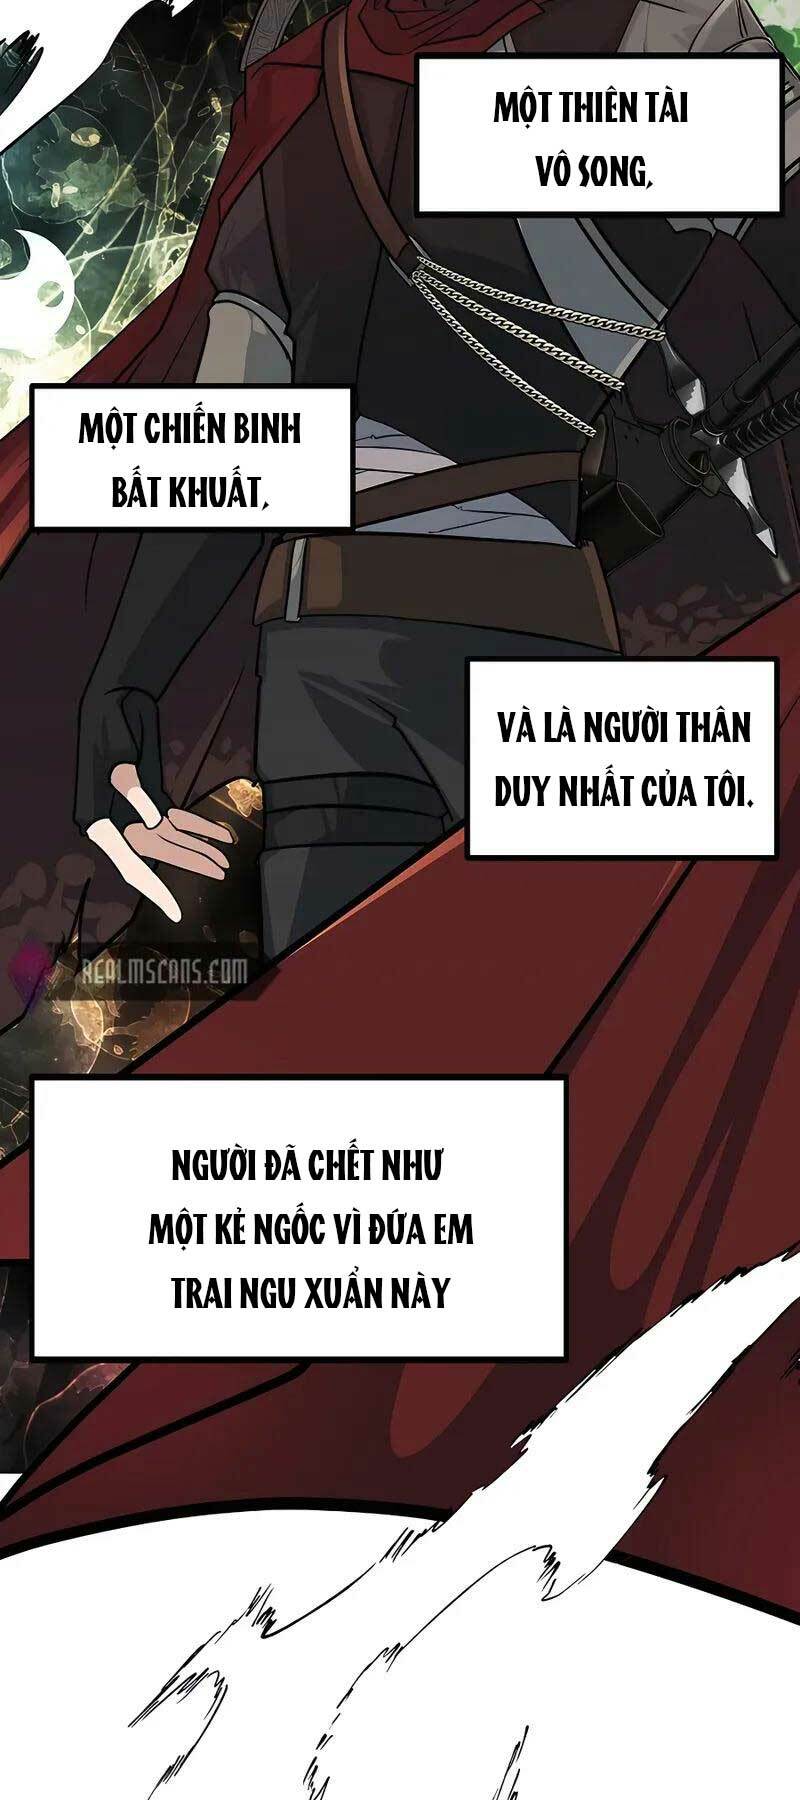 MỘT THIÊN TÀI
VÔ SONG,
MỘT CHIẾN BINH
BẤT KHUẤT,
VÀ LÀ NGƯỜI THÂN
DUY NHẤT CỦA TÔI.
REALMSCANS.COM
NGƯỜI ĐÃ CHẾT NHƯ
MỘT KẺ NGỐC VÌ ĐỨA EM
TRAI NGU XUẨN NÀY